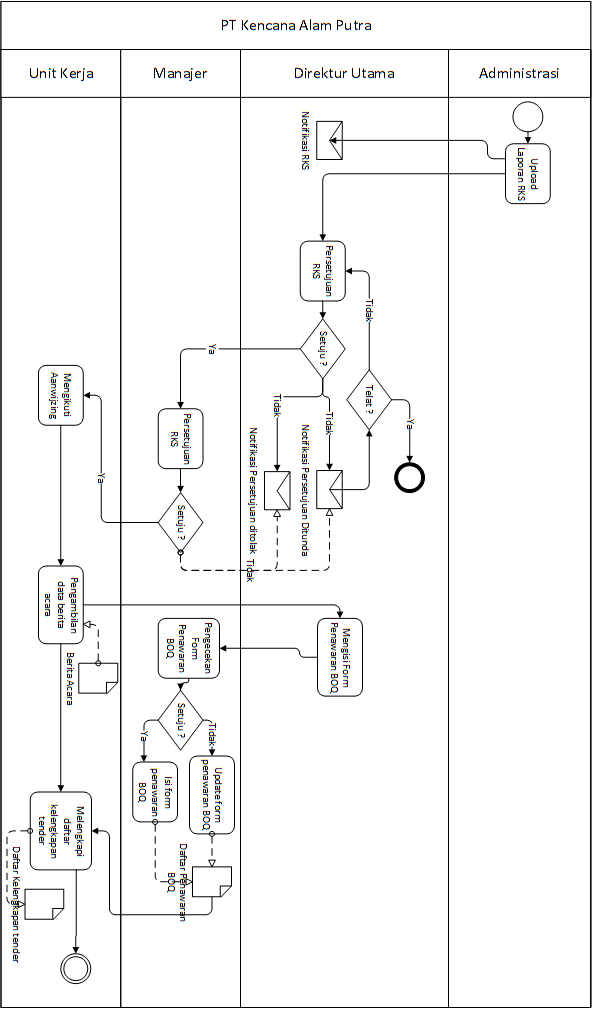 PT Kencana Alam Putra
Unit Kerja
Manajer
Direktur Utama
Administrasi
Upload
Laporan RKS
Notifikasi RKS
Persetujuan
RKS
Setuju ?
Telat ?
Tidak
Ya
Ya
Tidak
Tidak
Notifikasi Persetujuan Ditunda
Notifikasi Persetujuan ditolak
Persetujuan
RKS
Setuju ?
Tidak
Ya
Mengikuti
Aanwijzing
Pengambilan
data berita
acara
Berita Acara
Mengisi Form
Penawaran BOQ
Pengecekan
Form
Penawaran
BOQ
Setuju ?
Tidak
Ya
Update form
penawaran BOQ
Isi form
penawaran
BOQ
Daftar Penawaran
BOQ
Melengkapi
daftar
kelengkapan
tender
Daftar Kelengkapan tender